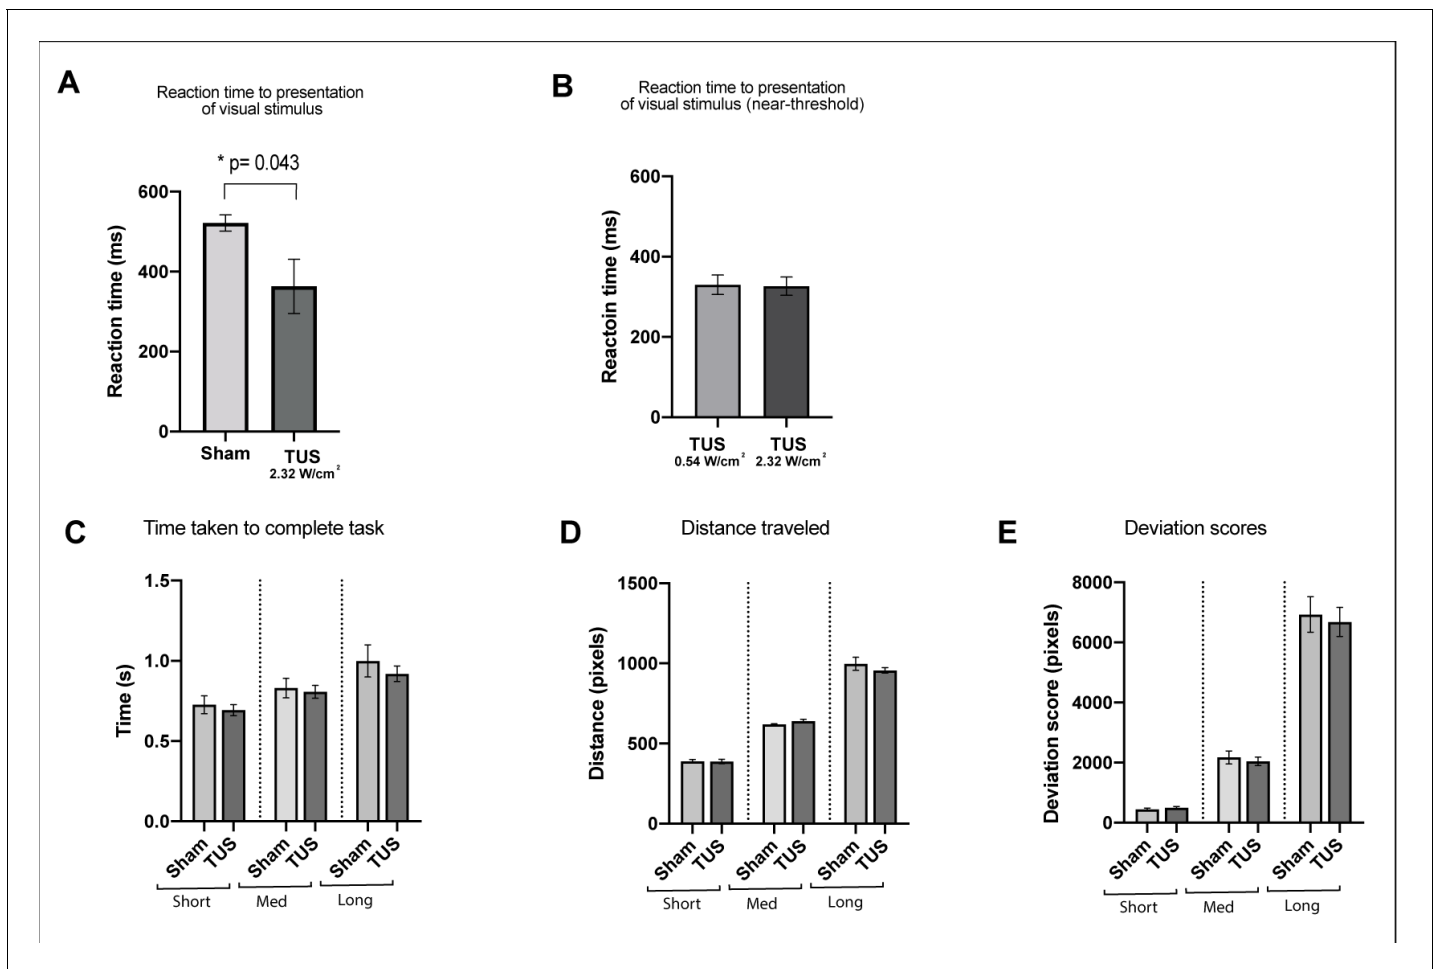 A
Reaction time to presentation
of visual stimulus
* p= 0.043
Reaction time (ms)
600
400
200
0
Sham
TUS
2.32 W/cm²
B
Reaction time to presentation
of visual stimulus (near-threshold)
Reactoin time (ms)
600
400
200
0
TUS
0.54 W/cm²
TUS
2.32 W/cm²
C
Time taken to complete task
Time (s)
1.5
1.0
0.5
0.0
Sham
TUS
Sham
TUS
Sham
TUS
Short
Med
Long
D
Distance traveled
Distance (pixels)
1500
1000
500
0
Sham
TUS
Sham
TUS
Sham
TUS
Short
Med
Long
E
Deviation scores
Deviation score (pixels)
8000
6000
4000
2000
0
Sham
TUS
Sham
TUS
Sham
TUS
Short
Med
Long